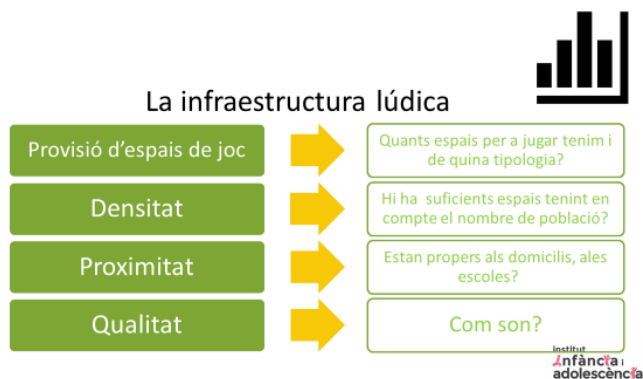 La infraestructura lúdica
Provisió d'espais de joc
Quants espais per a jugar tenim i
de quina tipologia?
Densitat
Hi ha suficients espais tenint en
compte el nombre de població?
Proximitat
Estan propers als domicilis, ales
escoles?
Qualitat
Com son?
institut
infància i
adolescència